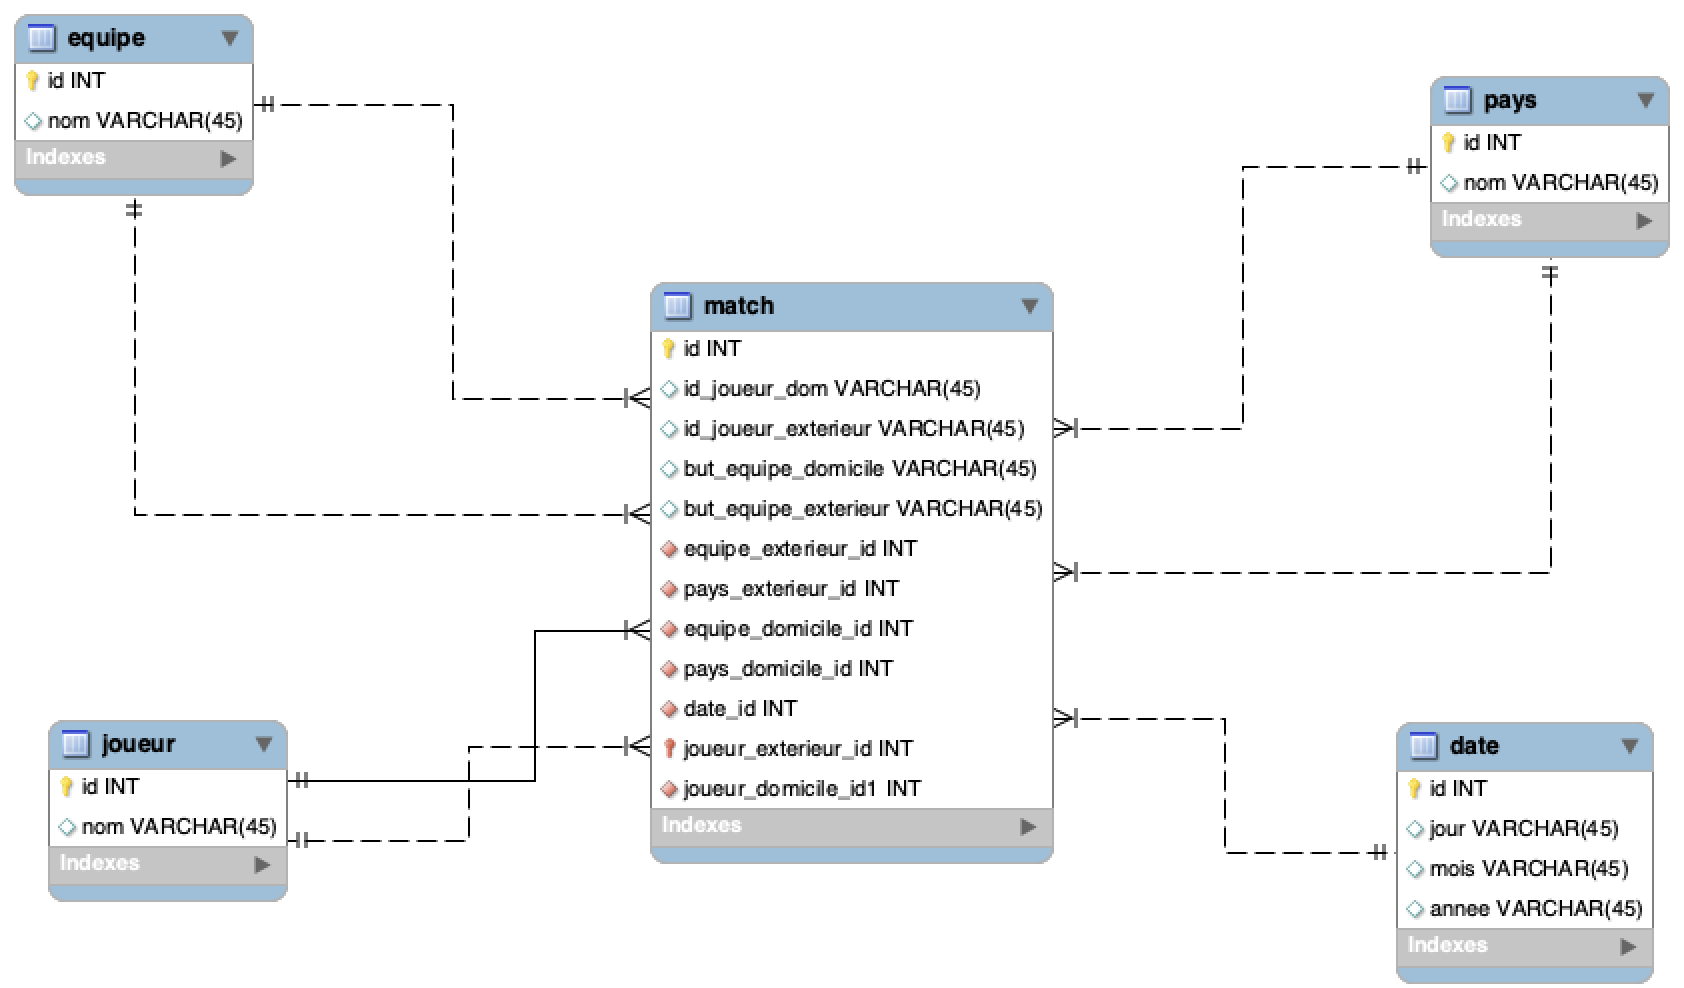 equipe
id INT
nom VARCHAR(45)
Indexes
pays
id INT
nom VARCHAR(45)
Indexes
match
id INT
id_joueur_dom VARCHAR(45)
id_joueur_exterieur VARCHAR(45)
but_equipe_domicile VARCHAR(45)
but_equipe_exterieur VARCHAR(45)
equipe_exterieur_id INT
pays_exterieur_id INT
equipe_domicile_id INT
pays_domicile_id INT
date_id INT
joueur_exterieur_id INT
joueur_domicile_id1 INT
Indexes
joueur
id INT
nom VARCHAR(45)
Indexes
date
id INT
jour VARCHAR(45)
mois VARCHAR(45)
annee VARCHAR(45)
Indexes